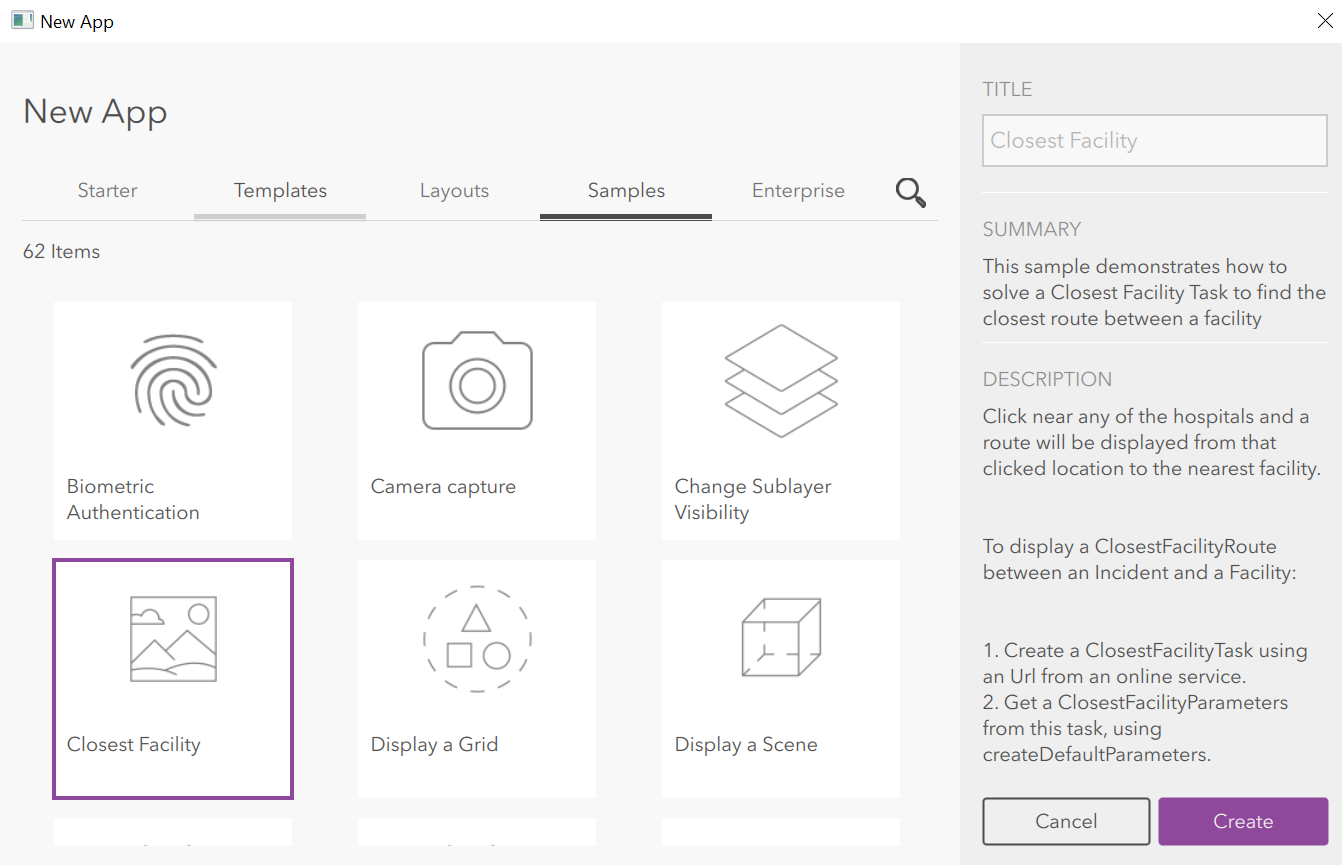 New App
New App
Starter Templates Layouts Samples Enterprise
62 Items
Biometric
Authentication
Camera capture
Change Sublayer
Visibility
Closest Facility
Display a Grid
Display a Scene
TITLE
Closest Facility
SUMMARY
This sample demonstrates how to
solve a Closest Facility Task to find the
closest route between a facility
DESCRIPTION
Click near any of the hospitals and a
route will be displayed from that
clicked location to the nearest facility.
To display a ClosestFacilityRoute
between an Incident and a Facility:
1. Create a ClosestFacilityTask using
an Url from an online service.
2. Get a ClosestFacilityParameters
from this task, using
createDefaultParameters.
Cancel
Create